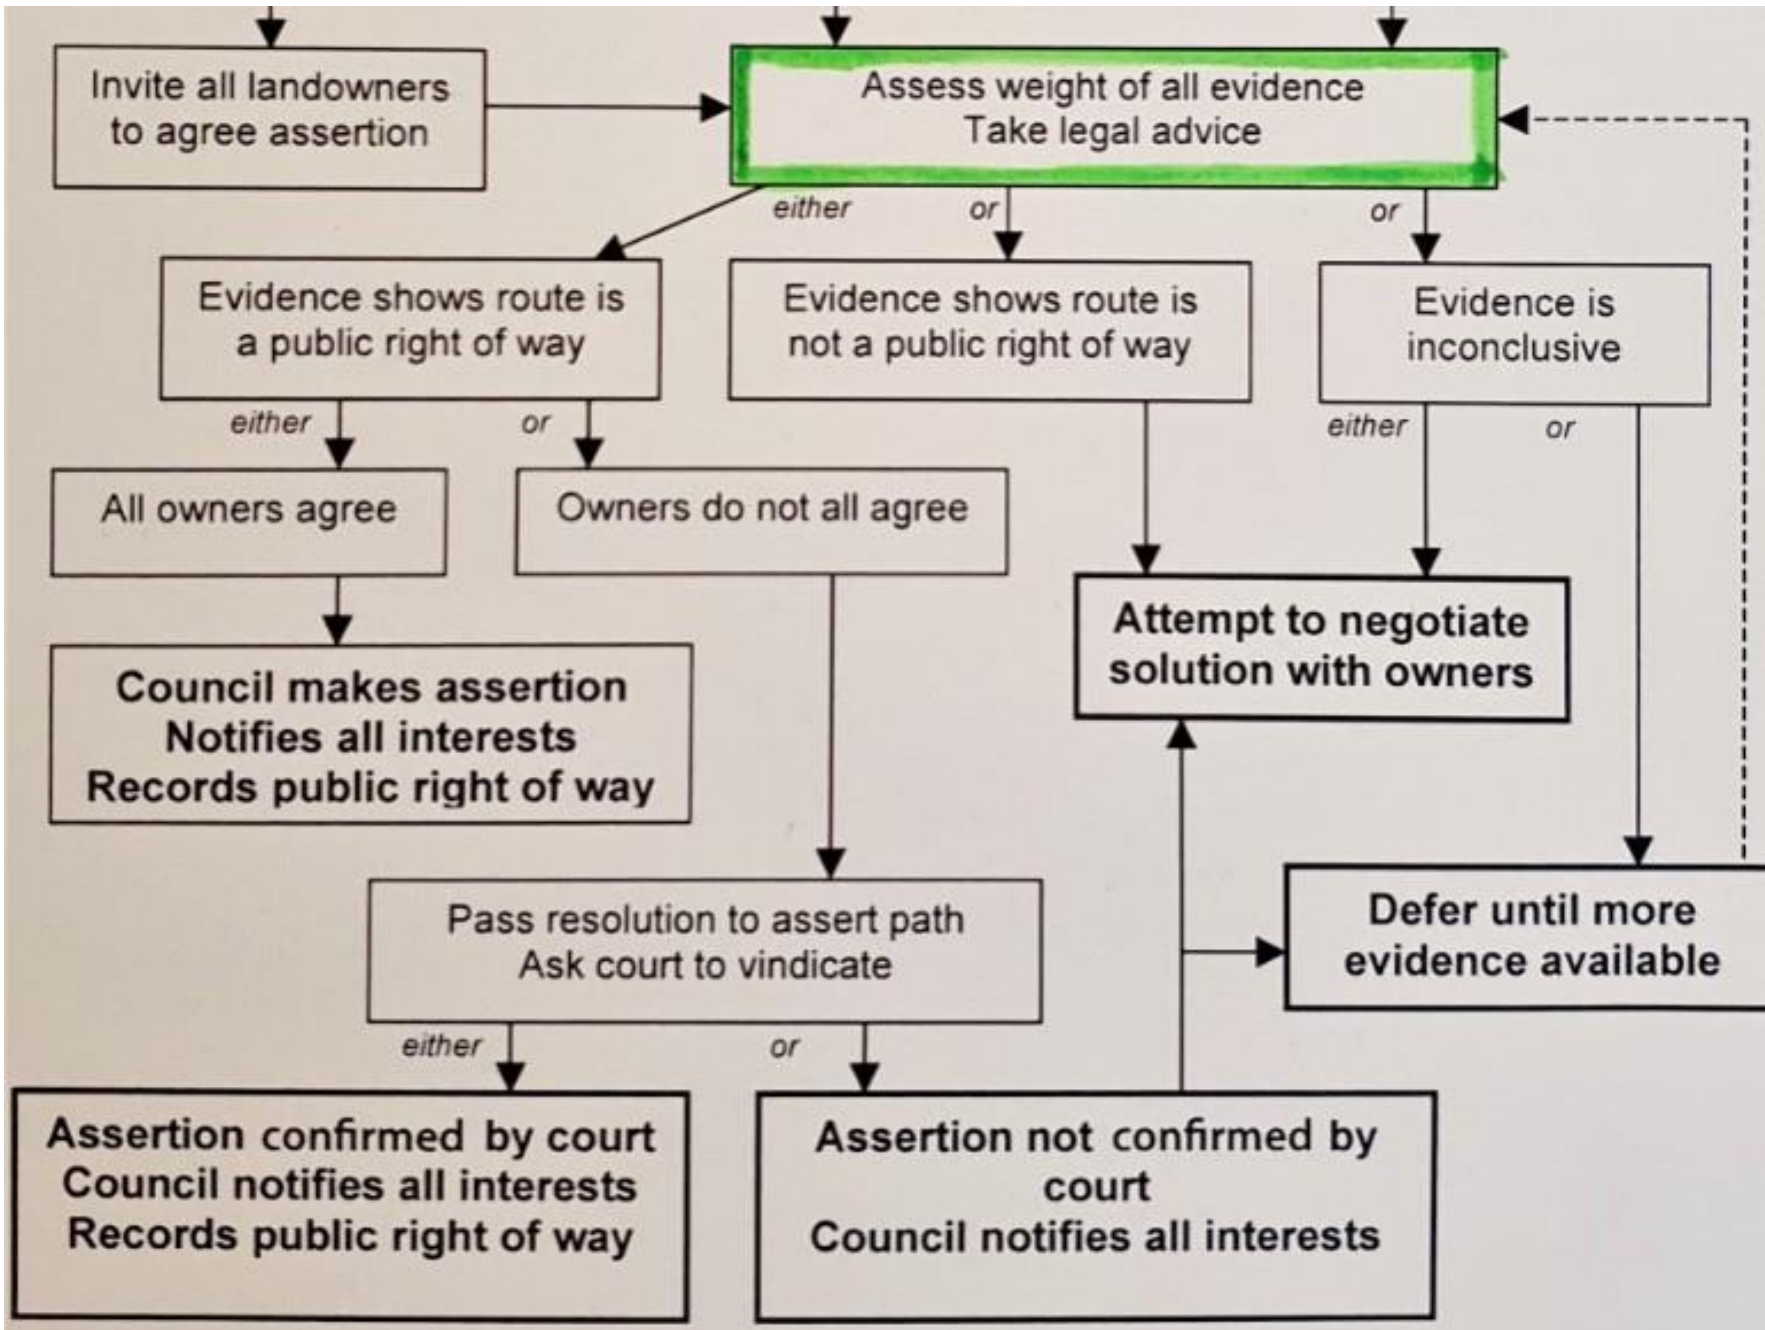 Invite all landowners
to agree assertion
Assess weight of all evidence
Take legal advice
either
or
or
Evidence shows route is
a public right of way
Evidence shows route is
not a public right of way
Evidence is
inconclusive
either
or
either
or
All owners agree
Owners do not all agree
Attempt to negotiate
solution with owners
Council makes assertion
Notifies all interests
Records public right of way
Pass resolution to assert path
Ask court to vindicate
Defer until more
evidence available
either
or
Assertion confirmed by court
Council notifies all interests
Records public right of way
Assertion not confirmed by
court
Council notifies all interests